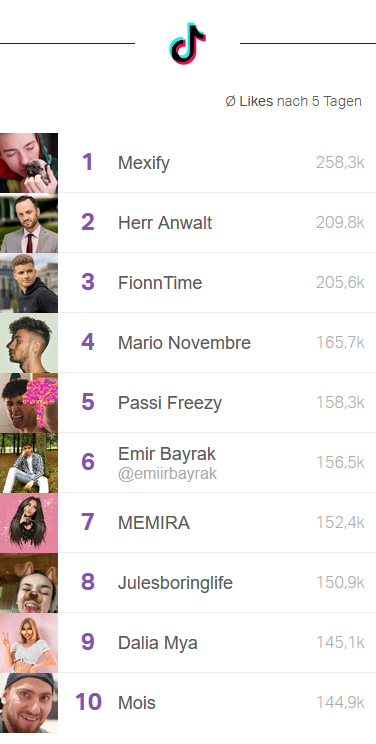 Ø Likes nach 5 Tagen
1 Mexify 258,3k
2 Herr Anwalt 209,8k
3 FionnTime 205,6k
4 Mario Novembre 165,7k
5 Passi Freezy 158,3k
6 Emir Bayrak 156,5k
@emiirbayrak
7 MEMIRA 152,4k
8 Julesboringlife 150,9k
9 Dalia Mya 145,1k
10 Mois 144,9k